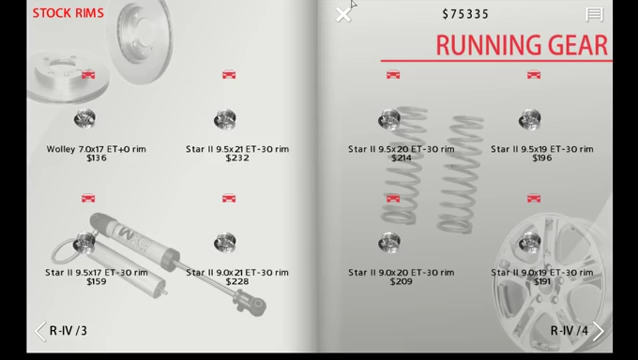 STOCK RIMS
$75335
RUNNING GEAR
Wolley 7.0x17 ET+0 rim
$136
Star II 9.5x21 ET-30 rim
$232
Star II 9.5x20 ET-30 rim
$214
Star II 9.5x19 ET-30 rim
$196
Star II 9.5x17 ET-30 rim
$159
Star II 9.0x21 ET-30 rim
$228
Star II 9.0x20 ET-30 rim
$209
Star II 9.0x19 ET-30 rim
$191
R-IV /3
R-IV /4